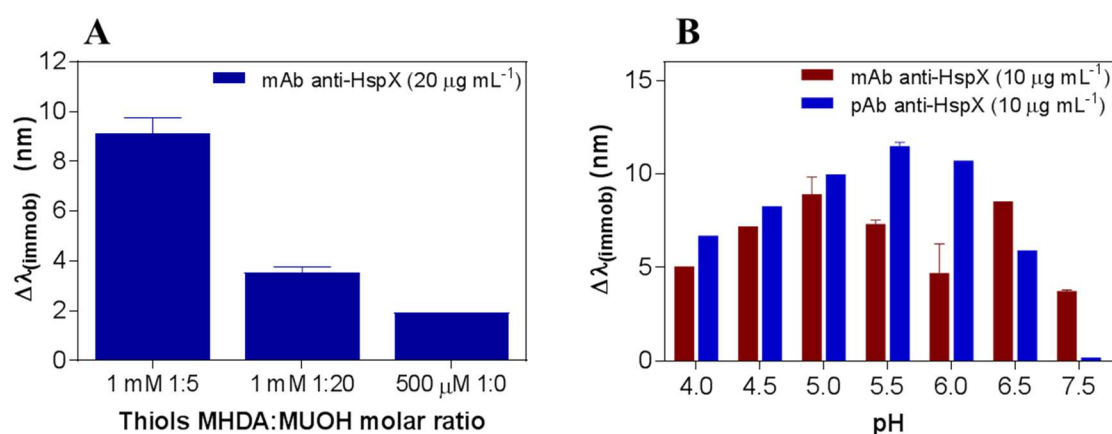 A
mAb anti-HspX (20 μg mL⁻¹)
Δλ(immob) (nm)
12
10
8
6
4
2
0
1 mM 1:5 1 mM 1:20 500 μM 1:0
Thiols MHDA:MUOH molar ratio
B
mAb anti-HspX (10 μg mL⁻¹)
pAb anti-HspX (10 μg mL⁻¹)
Δλ(immob) (nm)
15
10
5
0
4.0 4.5 5.0 5.5 6.0 6.5 7.5
pH